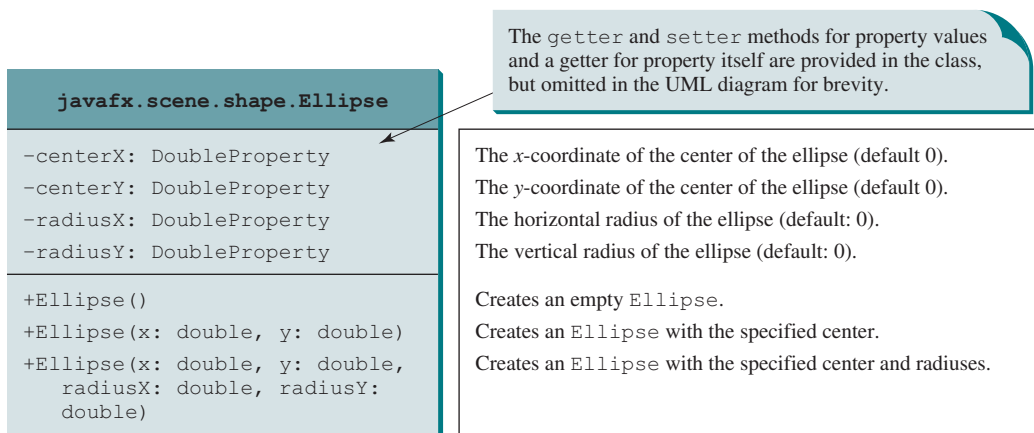 The getter and setter methods for property values
and a getter for property itself are provided in the class,
but omitted in the UML diagram for brevity.
javafx.scene.shape.Ellipse
-centerX: DoubleProperty
The x-coordinate of the center of the ellipse (default 0).
-centerY: DoubleProperty
The y-coordinate of the center of the ellipse (default 0).
-radiusX: DoubleProperty
The horizontal radius of the ellipse (default: 0).
-radiusY: DoubleProperty
The vertical radius of the ellipse (default: 0).
+Ellipse()
Creates an empty Ellipse.
+Ellipse(x: double, y: double)
Creates an Ellipse with the specified center.
+Ellipse(x: double, y: double,
Creates an Ellipse with the specified center and radiuses.
radiusX: double, radiusY:
double)